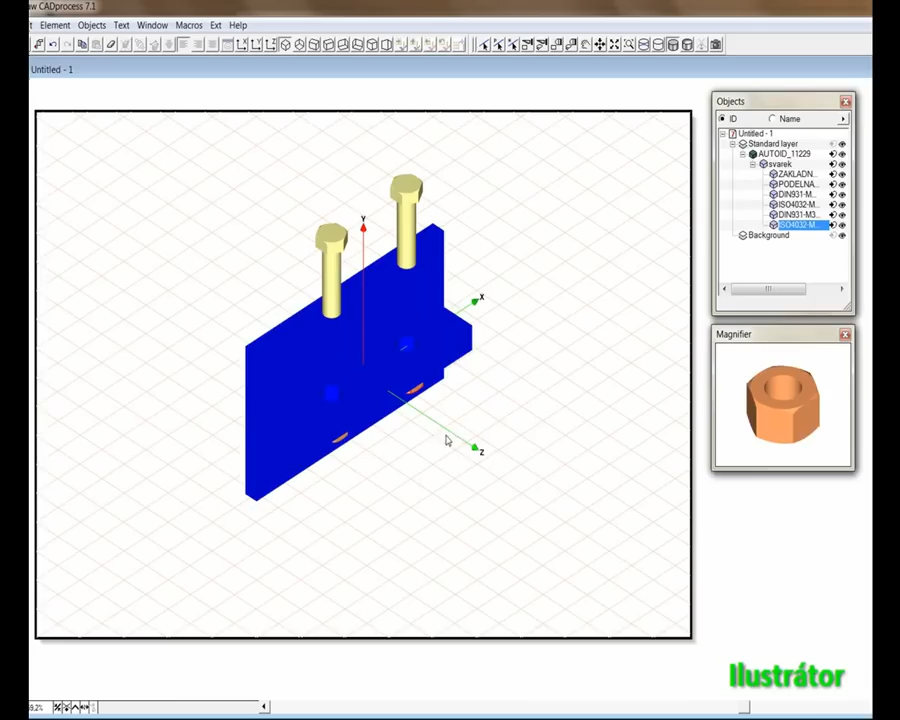 aw CADprocess 7.1
t Element Objects Text Window Macros Ext Help
Untitled - 1
Objects
ID Name
Untitled - 1
Standard layer
AUTOID_11229
svarek
ZAKLADN...
PODELNA...
DIN931-M...
ISO4032-M...
DIN931-M3...
ISO4032-M...
Background
Magnifier
Y
X
Z
Ilustrátor